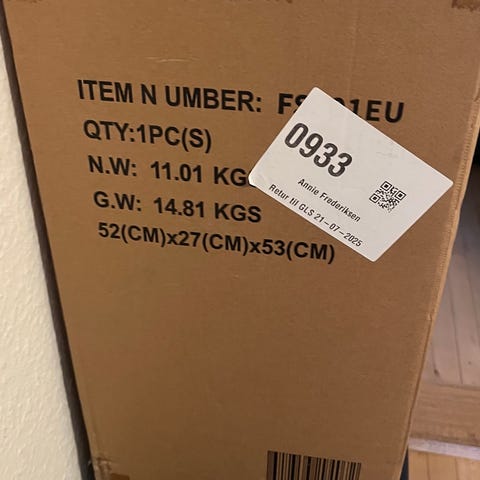 ITEM N UMBER:
QTY:1PC(S)
N.W: 11.01 KG
G.W: 14.81 KGS
52(CM)x27(CM)x53(CM)
0933
Annie Frederiksen
Retur til GLS 21-07-2025